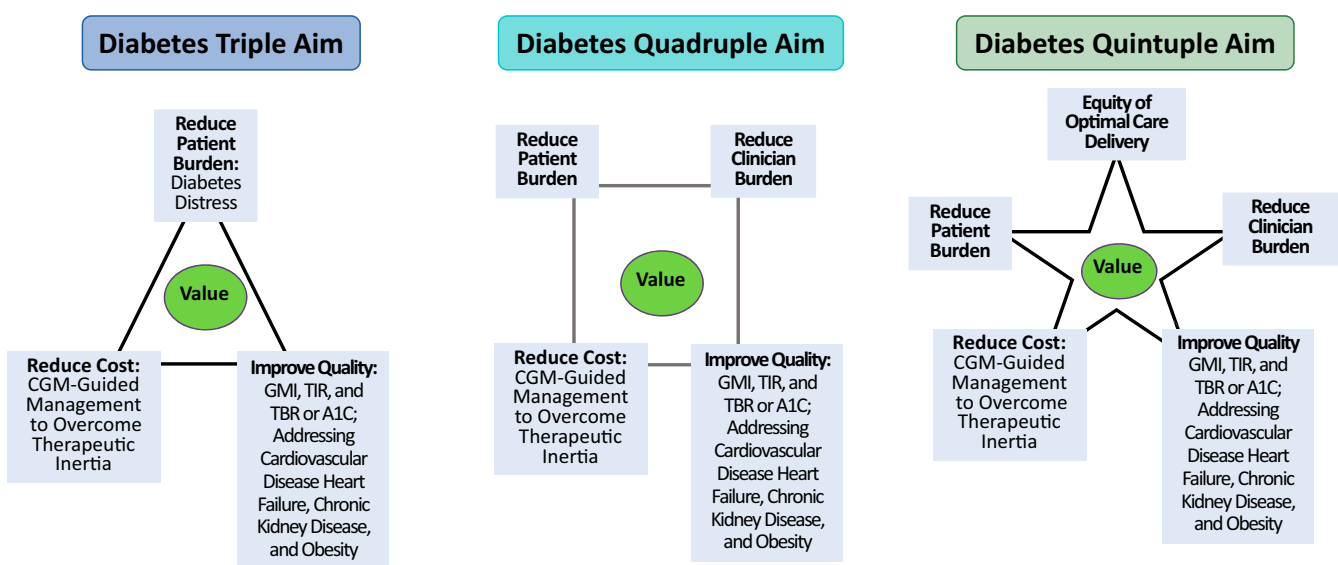 Diabetes Triple Aim
Reduce
Patient
Burden:
Diabetes
Distress
Value
Reduce Cost:
CGM-Guided
Management
to Overcome
Therapeutic
Inertia
Improve Quality:
GMI, TIR, and
TBR or A1C;
Addressing
Cardiovascular
Disease Heart
Failure, Chronic
Kidney Disease,
and Obesity
Diabetes Quadruple Aim
Reduce
Patient
Burden
Reduce
Clinician
Burden
Value
Reduce Cost:
CGM-Guided
Management
to Overcome
Therapeutic
Inertia
Improve Quality:
GMI, TIR, and
TBR or A1C;
Addressing
Cardiovascular
Disease Heart
Failure, Chronic
Kidney Disease,
and Obesity
Diabetes Quintuple Aim
Equity of
Optimal Care
Delivery
Reduce
Patient
Burden
Reduce
Clinician
Burden
Value
Reduce Cost:
CGM-Guided
Management
to Overcome
Therapeutic
Inertia
Improve Quality
GMI, TIR, and
TBR or A1C;
Addressing
Cardiovascular
Disease Heart
Failure, Chronic
Kidney Disease,
and Obesity